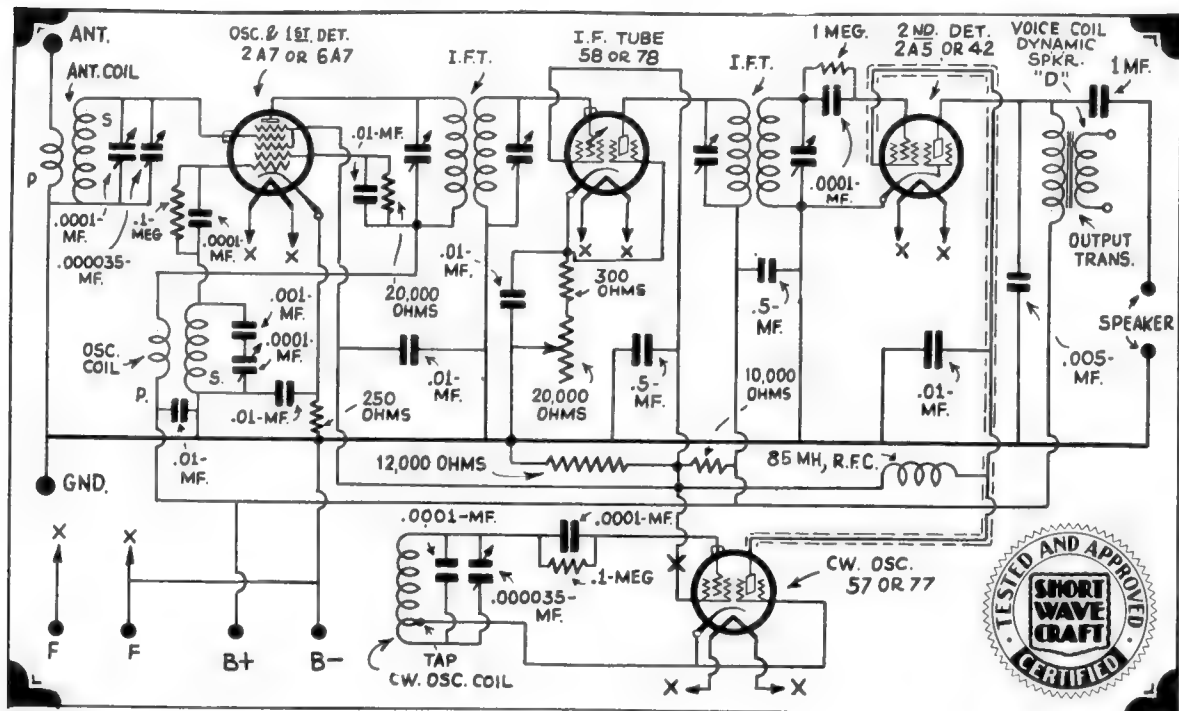 ANT.
ANT. COIL
P.
S
.0001-
MF.
.000035-
MF.
.1-
MEG
.0001-
MF.
OSC. & 1ST. DET.
2A7 OR 6A7
X
X
.01-MF.
20,000
OHMS
I.F.T.
I.F. TUBE
58 OR 78
X
X
.01-
MF.
300
OHMS
20,000
OHMS
.5-
MF.
I.F.T.
1 MEG.
.0001-
MF.
2ND. DET.
2A5 OR 42
X
X
VOICE COIL
DYNAMIC
SPKR.
"D"
1 MF.
OUTPUT
TRANS.
SPEAKER
.005-
MF.
.5-
MF.
.01-
MF.
10,000
OHMS
OSC.
COIL
P.
S.
.001-
MF.
.0001-
MF.
.01-MF.
250
OHMS
.01-
MF.
.01-
MF.
12,000 OHMS
85 MH, R.F.C.
GND.
X
F
X
F
B+
B-
.0001-MF.
.0001-MF.
.1-MEG
.000035-
MF.
TAP
CW. OSC. COIL
X
X
X
CW. OSC.
57 OR 77
TESTED AND APPROVED
SHORT
WAVE
CRAFT
CERTIFIED